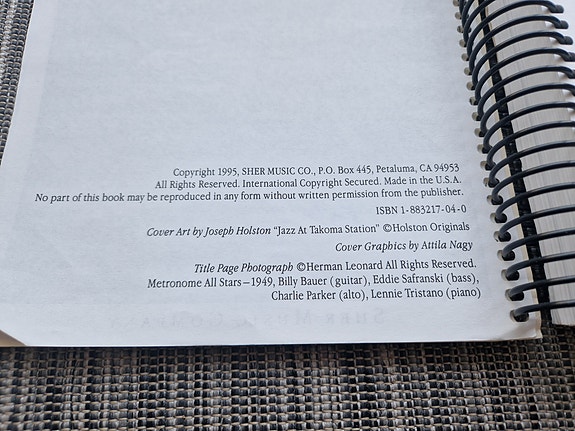 Copyright 1995, SHER MUSIC CO., P.O. Box 445, Petaluma, CA 94953
All Rights Reserved. International Copyright Secured. Made in the U.S.A.
No part of this book may be reproduced in any form without written permission from the publisher.
ISBN 1-883217-04-0
Cover Art by Joseph Holston “Jazz At Takoma Station” ©Holston Originals
Cover Graphics by Attila Nagy
Title Page Photograph ©Herman Leonard All Rights Reserved.
Metronome All Stars—1949, Billy Bauer (guitar), Eddie Safranski (bass),
Charlie Parker (alto), Lennie Tristano (piano)